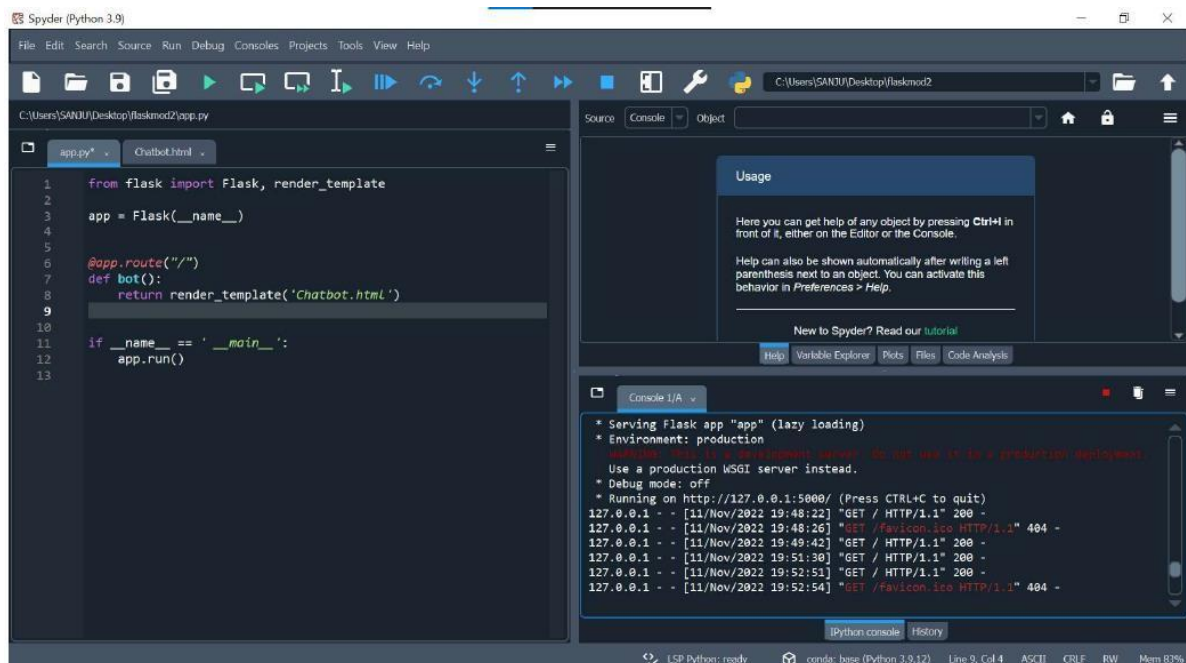 Spyder (Python 3.9)
File Edit Search Source Run Debug Consoles Projects Tools View Help
C:\Users\SANJU\Desktop\flaskmod2
C:\Users\SANJU\Desktop\flaskmod2\app.py
app.py* Chatbot.html
1 from flask import Flask, render_template
2
3 app = Flask(__name__)
4
5
6 @app.route("/")
7 def bot():
8 return render_template('Chatbot.html')
9
10
11 if __name__ == ' __main__':
12 app.run()
13
Source Console Object
Usage
Here you can get help of any object by pressing Ctrl+I in
front of it, either on the Editor or the Console.
Help can also be shown automatically after writing a left
parenthesis next to an object. You can activate this
behavior in Preferences > Help.
New to Spyder? Read our tutorial
Help Variable Explorer Plots Files Code Analysis
Console 1/A
* Serving Flask app "app" (lazy loading)
* Environment: production
WARNING: This is a development server. Do not use it in a production deployment.
Use a production WSGI server instead.
* Debug mode: off
* Running on http://127.0.0.1:5000/ (Press CTRL+C to quit)
127.0.0.1 - - [11/Nov/2022 19:48:22] "GET / HTTP/1.1" 200 -
127.0.0.1 - - [11/Nov/2022 19:48:26] "GET /favicon.ico HTTP/1.1" 404 -
127.0.0.1 - - [11/Nov/2022 19:49:42] "GET / HTTP/1.1" 200 -
127.0.0.1 - - [11/Nov/2022 19:51:30] "GET / HTTP/1.1" 200 -
127.0.0.1 - - [11/Nov/2022 19:52:51] "GET / HTTP/1.1" 200 -
127.0.0.1 - - [11/Nov/2022 19:52:54] "GET /favicon.ico HTTP/1.1" 404 -
IPython console History
LSP Python: ready conda: base (Python 3.9.12) Line 9, Col 4 ASCII CRLF RW Mem 83%